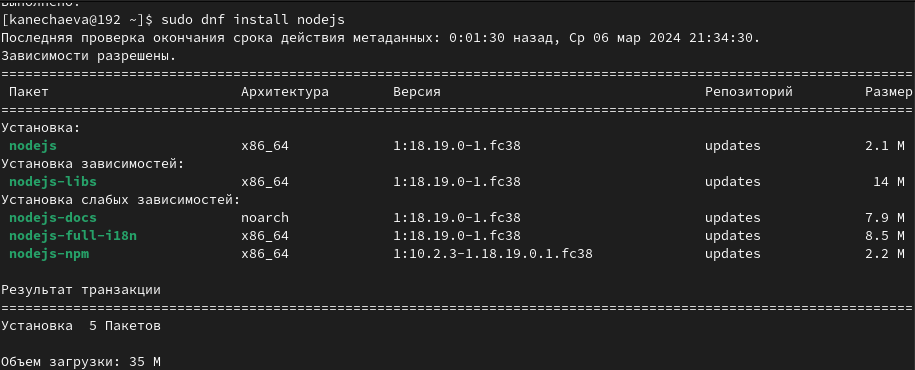 Выполнено.
[kanechaeva@192 ~]$ sudo dnf install nodejs
Последняя проверка окончания срока действия метаданных: 0:01:30 назад, Ср 06 мар 2024 21:34:30.
Зависимости разрешены.
================================================================================
Пакет Архитектура Версия Репозиторий Размер
================================================================================
Установка:
nodejs x86_64 1:18.19.0-1.fc38 updates 2.1 M
Установка зависимостей:
nodejs-libs x86_64 1:18.19.0-1.fc38 updates 14 M
Установка слабых зависимостей:
nodejs-docs noarch 1:18.19.0-1.fc38 updates 7.9 M
nodejs-full-i18n x86_64 1:18.19.0-1.fc38 updates 8.5 M
nodejs-npm x86_64 1:10.2.3-1.18.19.0.1.fc38 updates 2.2 M
Результат транзакции
================================================================================
Установка 5 Пакетов
Объем загрузки: 35 M